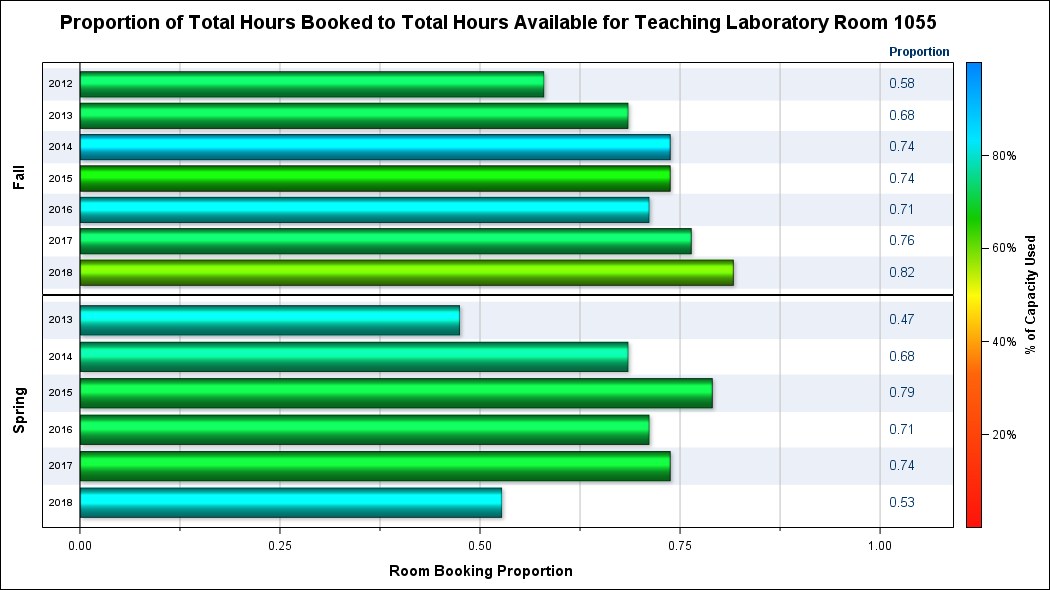 Proportion of Total Hours Booked to Total Hours Available for Teaching Laboratory Room 1055
Proportion
Fall
2012 0.58
2013 0.68
2014 0.74
2015 0.74
2016 0.71
2017 0.76
2018 0.82
Spring
2013 0.47
2014 0.68
2015 0.79
2016 0.71
2017 0.74
2018 0.53
0.00 0.25 0.50 0.75 1.00
Room Booking Proportion
80%
60%
40%
20%
% of Capacity Used